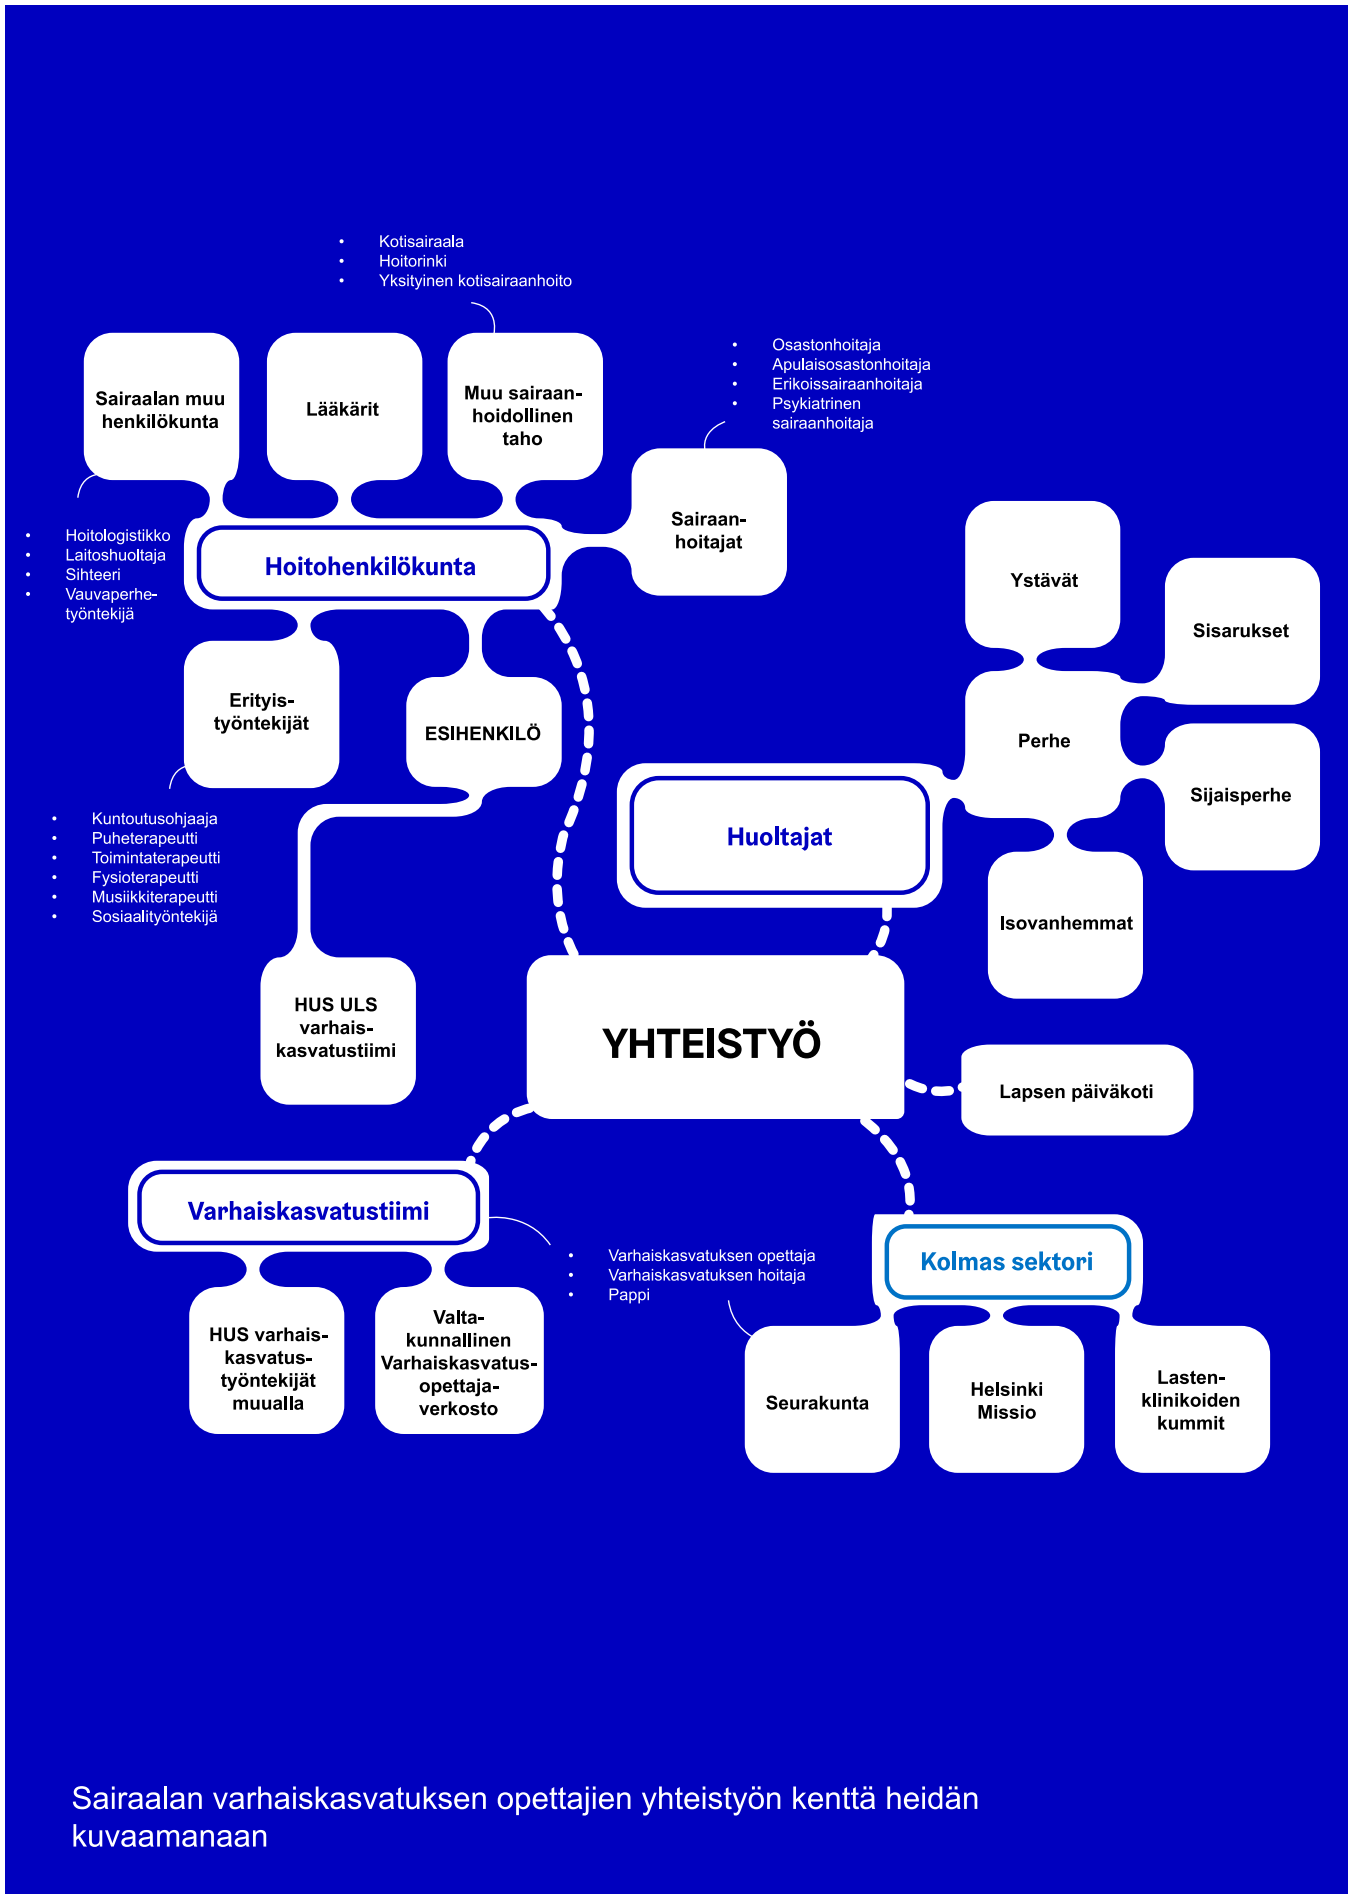 • Kotisairaala
• Hoitorinki
• Yksityinen kotisairaanhoito
Sairaalan muu
henkilökunta
Lääkärit
Muu sairaan-
hoidollinen
taho
• Osastonhoitaja
• Apulaisosastonhoitaja
• Erikoissairaanhoitaja
• Psykiatrinen
sairaanhoitaja
Sairaan-
hoitajat
• Hoitologistikko
• Laitoshuoltaja
• Sihteeri
• Vauvaperhe-
työntekijä
Hoitohenkilökunta
Erityis-
työntekijät
ESIHENKILÖ
• Kuntoutusohjaaja
• Puheterapeutti
• Toimintaterapeutti
• Fysioterapeutti
• Musiikkiterapeutti
• Sosiaalityöntekijä
HUS ULS
varhais-
kasvatustiimi
Ystävät
Sisarukset
Perhe
Sijaisperhe
Huoltajat
Isovanhemmat
YHTEISTYÖ
Lapsen päiväkoti
Varhaiskasvatustiimi
HUS varhais-
kasvatus-
työntekijät
muualla
Valta-
kunnallinen
Varhaiskasvatus-
opettaja-
verkosto
• Varhaiskasvatuksen opettaja
• Varhaiskasvatuksen hoitaja
• Pappi
Kolmas sektori
Seurakunta
Helsinki
Missio
Lasten-
klinikoiden
kummit
Sairaalan varhaiskasvatuksen opettajien yhteistyön kenttä heidän
kuvaamanaan